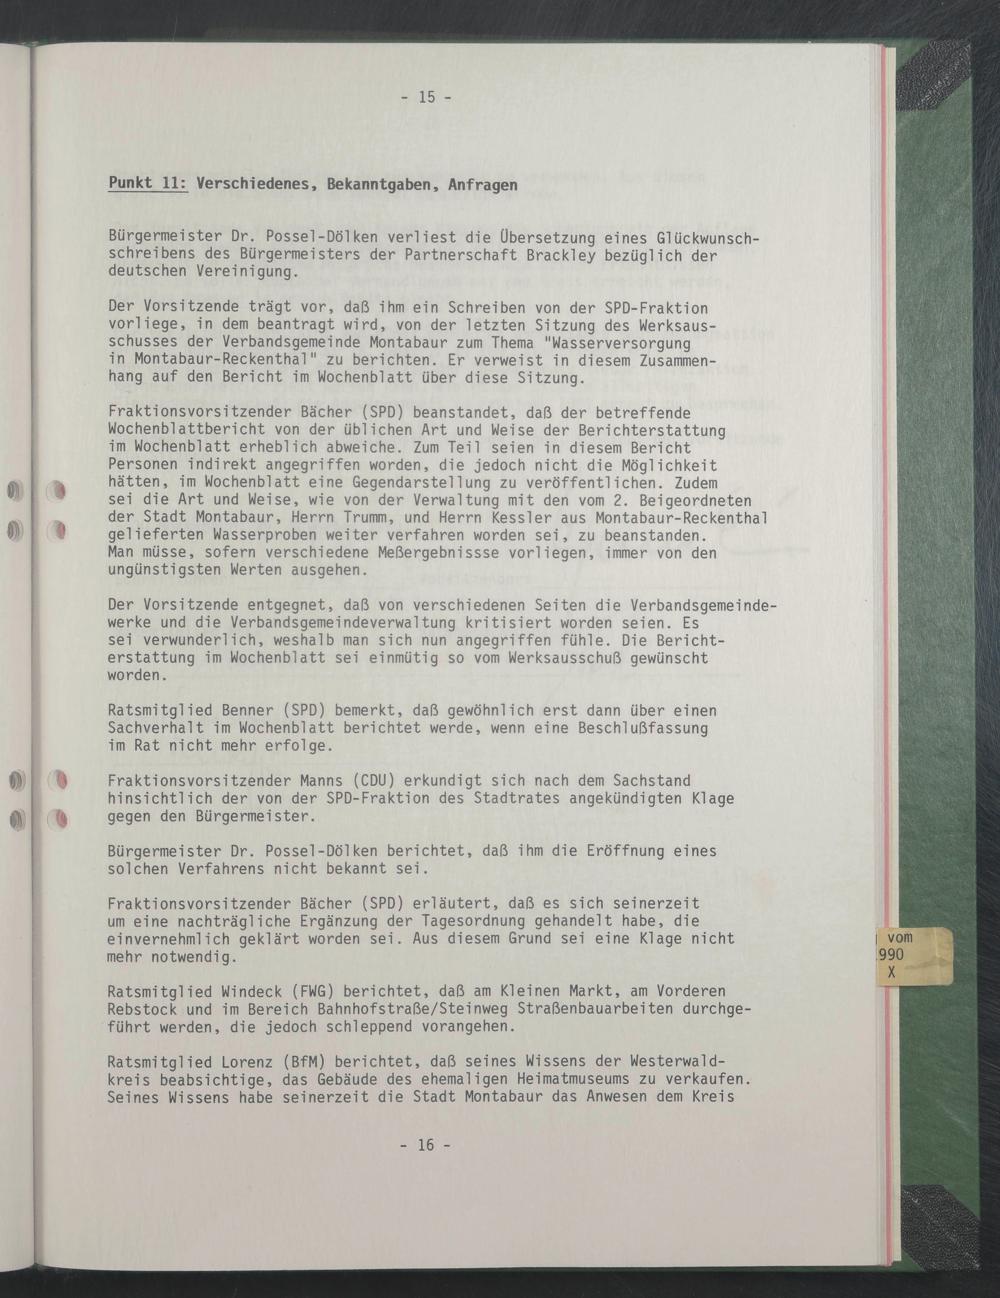 - 15 -
Punkt 11: Verschiedenes, Bekanntgaben, Anfragen
Bürgermeister Dr. Possel-Dölken verliest die Übersetzung eines Glückwunsch-
schreibens des Bürgermeisters der Partnerschaft Brackley bezüglich der
deutschen Vereinigung.
Der Vorsitzende trägt vor, daß ihm ein Schreiben von der SPD-Fraktion
vorliege, in dem beantragt wird, von der letzten Sitzung des Werksaus-
schusses der Verbandsgemeinde Montabaur zum Thema "Wasserversorgung
in Montabaur-Reckenthal" zu berichten. Er verweist in diesem Zusammen-
hang auf den Bericht im Wochenblatt über diese Sitzung.
Fraktionsvorsitzender Bächer (SPD) beanstandet, daß der betreffende
Wochenblattbericht von der üblichen Art und Weise der Berichterstattung
im Wochenblatt erheblich abweiche. Zum Teil seien in diesem Bericht
Personen indirekt angegriffen worden, die jedoch nicht die Möglichkeit
hätten, im Wochenblatt eine Gegendarstellung zu veröffentlichen. Zudem
sei die Art und Weise, wie von der Verwaltung mit den vom 2. Beigeordneten
der Stadt Montabaur, Herrn Trumm, und Herrn Kessler aus Montabaur-Reckenthal
gelieferten Wasserproben weiter verfahren worden sei, zu beanstanden.
Man müsse, sofern verschiedene Meßergebnissse vorliegen, immer von den
ungünstigsten Werten ausgehen.
Der Vorsitzende entgegnet, daß von verschiedenen Seiten die Verbandsgemeinde-
werke und die Verbandsgemeindeverwaltung kritisiert worden seien. Es
sei verwunderlich, weshalb man sich nun angegriffen fühle. Die Bericht-
erstattung im Wochenblatt sei einmütig so vom Werksausschuß gewünscht
worden.
Ratsmitglied Benner (SPD) bemerkt, daß gewöhnlich erst dann über einen
Sachverhalt im Wochenblatt berichtet werde, wenn eine Beschlußfassung
im Rat nicht mehr erfolge.
Fraktionsvorsitzender Manns (CDU) erkundigt sich nach dem Sachstand
hinsichtlich der von der SPD-Fraktion des Stadtrates angekündigten Klage
gegen den Bürgermeister.
Bürgermeister Dr. Possel-Dölken berichtet, daß ihm die Eröffnung eines
solchen Verfahrens nicht bekannt sei.
Fraktionsvorsitzender Bächer (SPD) erläutert, daß es sich seinerzeit
um eine nachträgliche Ergänzung der Tagesordnung gehandelt habe, die
einvernehmlich geklärt worden sei. Aus diesem Grund sei eine Klage nicht
mehr notwendig.
Ratsmitglied Windeck (FWG) berichtet, daß am Kleinen Markt, am Vorderen
Rebstock und im Bereich Bahnhofstraße/Steinweg Straßenbauarbeiten durchge-
führt werden, die jedoch schleppend vorangehen.
Ratsmitglied Lorenz (BfM) berichtet, daß seines Wissens der Westerwald-
kreis beabsichtige, das Gebäude des ehemaligen Heimatmuseums zu verkaufen.
Seines Wissens habe seinerzeit die Stadt Montabaur das Anwesen dem Kreis
- 16 -
vom
990
X